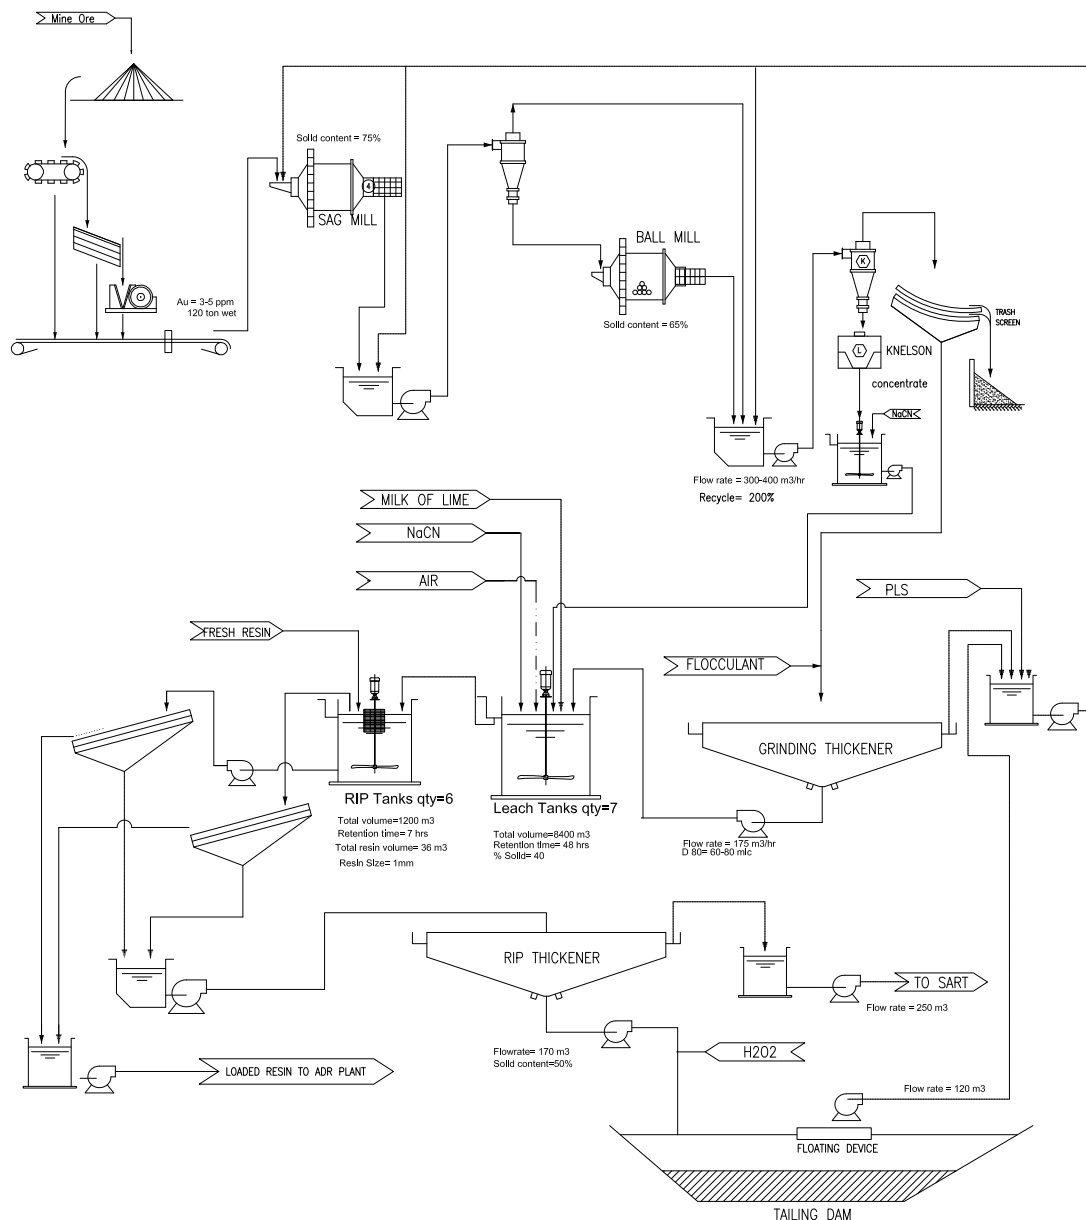 Mine Ore
Solid content = 75%
4
SAG MILL
BALL MILL
Au = 3-5 ppm
120 ton wet
Solid content = 65%
K
TRASH
SCREEN
L
KNELSON
concentrate
NaCN
Flow rate = 300-400 m3/hr
Recycle= 200%
MILK OF LIME
NaCN
AIR
PLS
FRESH RESIN
FLOCCULANT
GRINDING THICKENER
RIP Tanks qty=6
Total volume=1200 m3
Retention time= 7 hrs
Total resin volume= 36 m3
Resin Size= 1mm
Leach Tanks qty=7
Total volume=8400 m3
Retention time= 48 hrs
% Solid= 40
Flow rate = 175 m3/hr
D 80= 60-80 mic
RIP THICKENER
TO SART
Flow rate = 250 m3
Flowrate= 170 m3
Solid content=50%
H2O2
LOADED RESIN TO ADR PLANT
Flow rate = 120 m3
FLOATING DEVICE
TAILING DAM